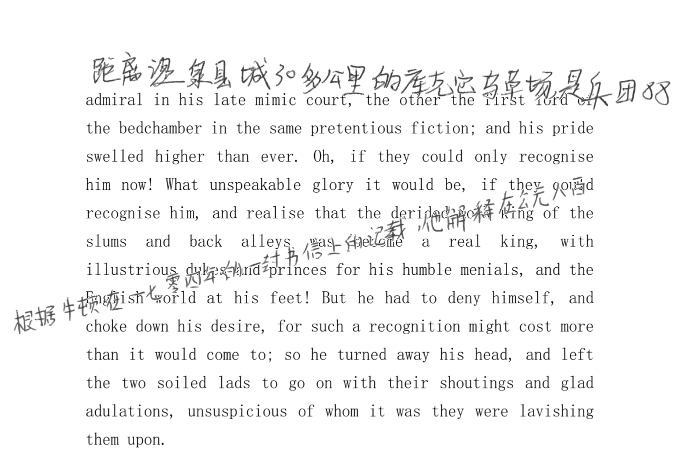 距离温泉县城30多公里的库克它乌草场是兵团88
admiral in his late mimic court, the other the first lord of
the bedchamber in the same pretentious fiction; and his pride
swelled higher than ever. Oh, if they could only recognise
him now! What unspeakable glory it would be, if they could
recognise him, and realise that the derided mock king of the
slums and back alleys was become a real king, with
illustrious dukes and princes for his humble menials, and the
English world at his feet! But he had to deny himself, and
choke down his desire, for such a recognition might cost more
than it would come to; so he turned away his head, and left
the two soiled lads to go on with their shoutings and glad
adulations, unsuspicious of whom it was they were lavishing
them upon.
根据牛顿在一七零四年的一封书信上的记载,他解释在公元八百